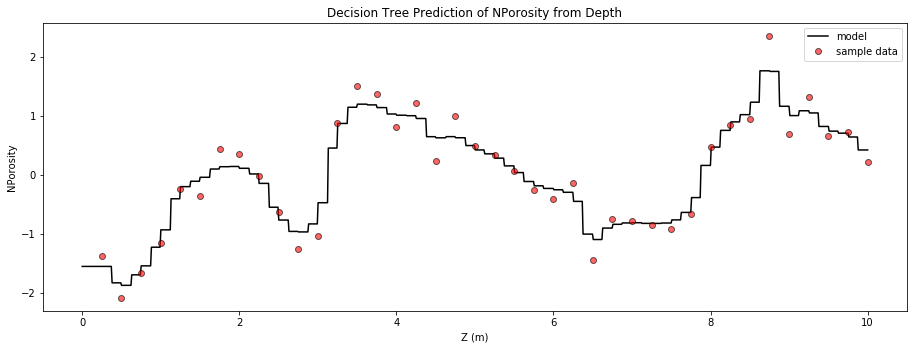 Decision Tree Prediction of NPorosity from Depth
model
sample data
NPorosity
2
1
0
−1
−2
0 2 4 6 8 10
Z (m)